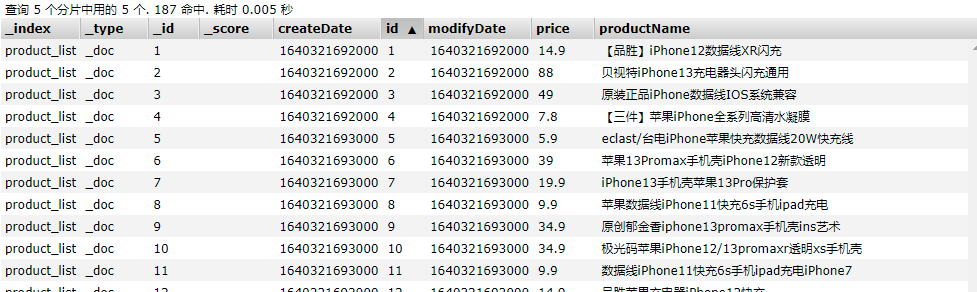 查询 5 个分片中用的 5 个. 187 命中. 耗时 0.005 秒
_index _type _id _score createDate id ▲ modifyDate price productName
product_list _doc 1 1640321692000 1 1640321692000 14.9 【品胜】iPhone12数据线XR闪充
product_list _doc 2 1640321692000 2 1640321692000 88 贝视特iPhone13充电器头闪充通用
product_list _doc 3 1640321692000 3 1640321692000 49 原装正品iPhone数据线IOS系统兼容
product_list _doc 4 1640321692000 4 1640321692000 7.8 【三件】苹果iPhone全系列高清水凝膜
product_list _doc 5 1640321693000 5 1640321693000 5.9 eclast/台电iPhone苹果快充数据线20W快充线
product_list _doc 6 1640321693000 6 1640321693000 39 苹果13Promax手机壳iPhone12新款透明
product_list _doc 7 1640321693000 7 1640321693000 19.9 iPhone13手机壳苹果13Pro保护套
product_list _doc 8 1640321693000 8 1640321693000 9.9 苹果数据线iPhone11快充6s手机ipad充电
product_list _doc 9 1640321693000 9 1640321693000 34.9 原创郁金香iphone13promax手机壳ins艺术
product_list _doc 10 1640321693000 10 1640321693000 34.9 极光码苹果iPhone12/13promaxr透明xs手机壳
product_list _doc 11 1640321693000 11 1640321693000 9.9 数据线iPhone11快充6s手机ipad充电iPhone7